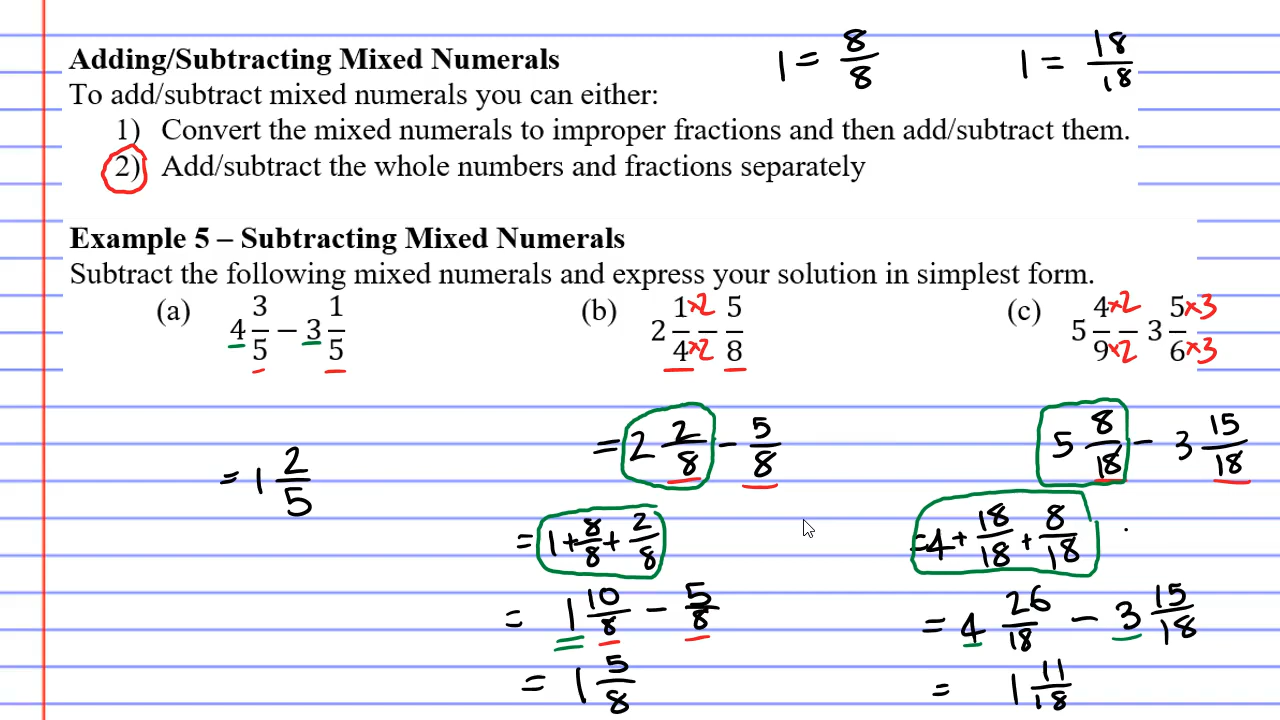 1 = 8/8    1 = 18/18
Adding/Subtracting Mixed Numerals
To add/subtract mixed numerals you can either:
1) Convert the mixed numerals to improper fractions and then add/subtract them.
2) Add/subtract the whole numbers and fractions separately
Example 5 – Subtracting Mixed Numerals
Subtract the following mixed numerals and express your solution in simplest form.
(a) 4 3/5 − 3 1/5
= 1 2/5
(b) 2 1×2/4×2 − 5/8
= 2 2/8 − 5/8
= 1 + 8/8 + 2/8
= 1 10/8 − 5/8
= 1 5/8
(c) 5 4×2/9×2 − 3 5×3/6×3
5 8/18 − 3 15/18
= 4 + 18/18 + 8/18
= 4 26/18 − 3 15/18
= 1 11/18